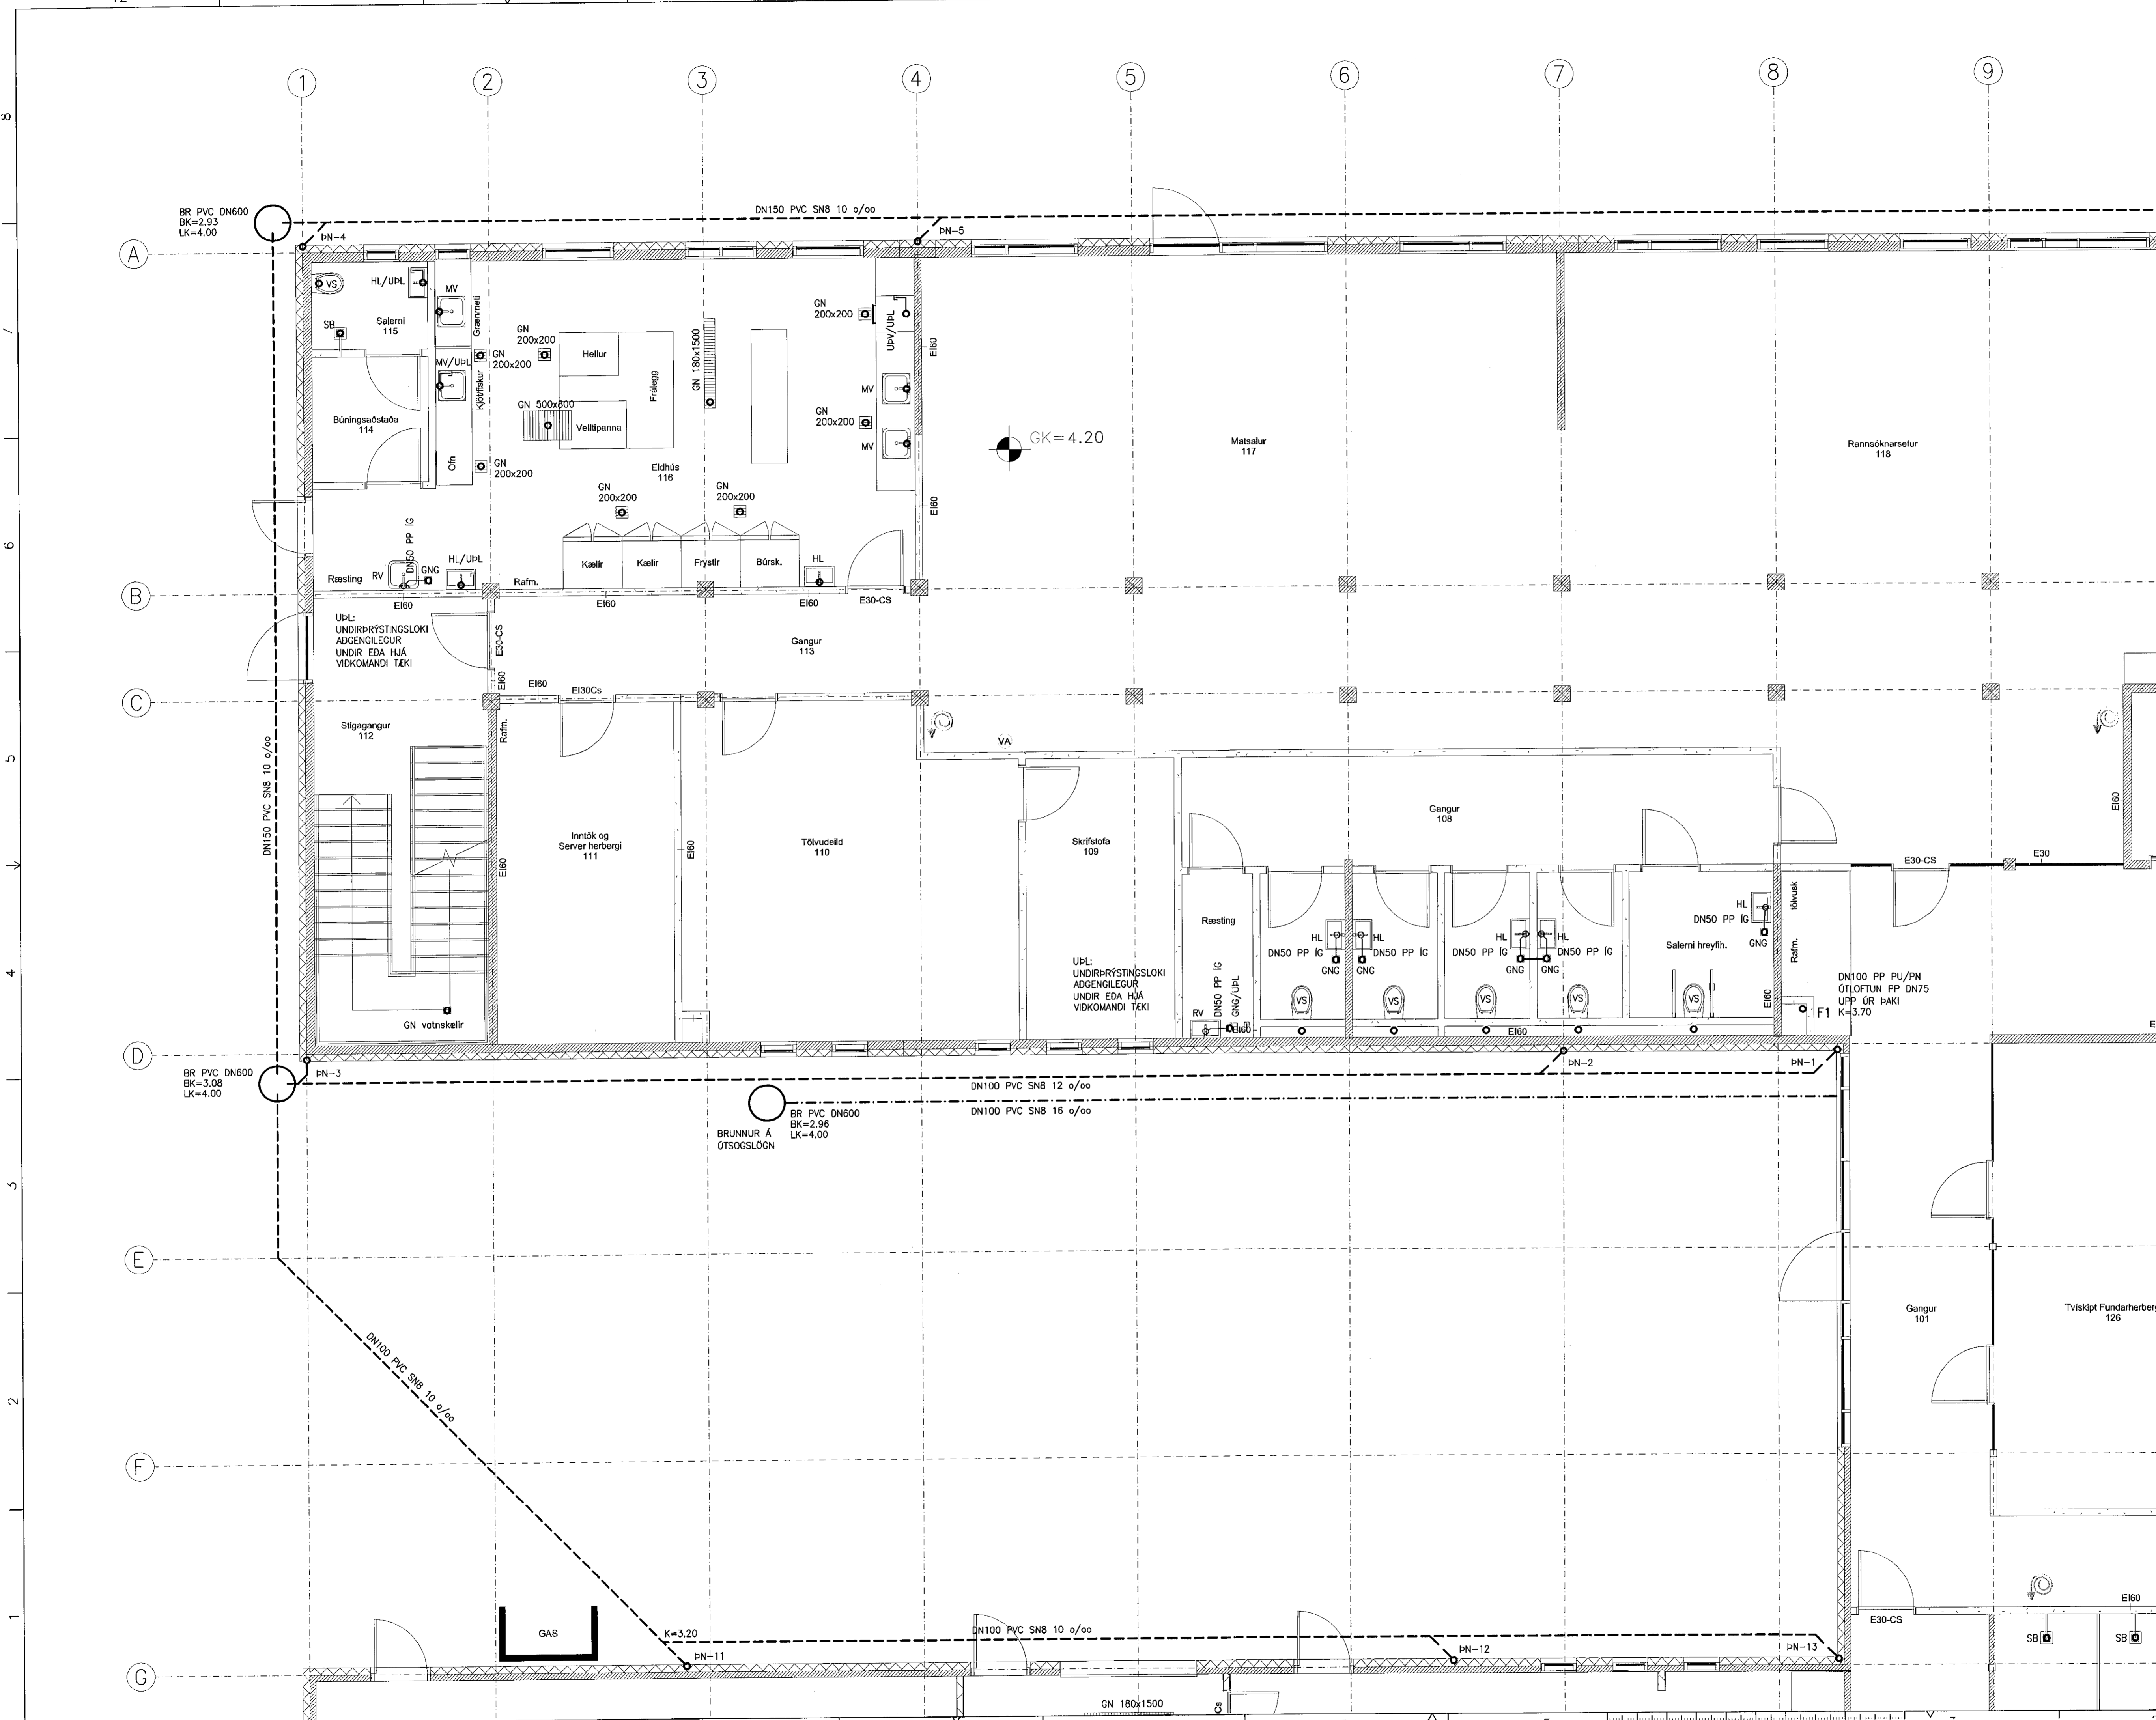 1
2
3
4
5
6
7
8
9
8
7
6
5
4
3
2
1
A
B
C
D
E
F
G
BR PVC DN600
BK=2.93
LK=4.00
DN150 PVC SN8 10 o/oo
ÞN-4
ÞN-5
VS
HL/UÞL
MV
SB
Salerni
115
Grænmeti
MV/UÞL
Kjöt/fiskur
GN
200x200
GN
200x200
Hellur
Frálegg
GN 500x800
Veltipanna
GN 180x1500
GN
200x200
UÞV/UÞL
EI60
MV
GN
200x200
MV
GK=4.20
Matsalur
117
Rannsóknarsetur
118
Búningsaðstaða
114
Ofn
GN
200x200
Eldhús
116
GN
200x200
GN
200x200
EI60
DN50 PP ÍG
Ræsting
RV
GNG
HL/UÞL
Rafm.
Kælir
Kælir
Frystir
Búrsk.
HL
EI60
EI60
EI60
E30-CS
UÞL:
UNDIRÞRÝSTINGSLOKI
AÐGENGILEGUR
UNDIR EÐA HJÁ
VIÐKOMANDI TÆKI
E30-CS
EI60
Gangur
113
EI60
EI30Cs
Stigagangur
112
Rafm.
VA
DN150 PVC SN8 10 o/oo
EI60
Inntök og
Server herbergi
111
EI60
Tölvudeild
110
Skrifstofa
109
Gangur
108
EI60
E30-CS
E30
Ræsting
HL
DN50 PP ÍG
GNG
HL
DN50 PP ÍG
GNG
HL
DN50 PP ÍG
GNG
HL
DN50 PP ÍG
GNG
HL
DN50 PP ÍG
GNG
Salerni hreyfih.
tölvusk
Rafm.
UÞL:
UNDIRÞRÝSTINGSLOKI
AÐGENGILEGUR
UNDIR EÐA HJÁ
VIÐKOMANDI TÆKI
DN50 PP ÍG
GNG/UÞL
RV
EI60
VS
VS
VS
VS
VS
EI60
EI60
DN100 PP PU/PN
ÚTLOFTUN PP DN75
UPP ÚR ÞAKI
K=3.70
F1
GN vatnskælir
BR PVC DN600
BK=3.08
LK=4.00
ÞN-3
ÞN-2
ÞN-1
DN100 PVC SN8 12 o/oo
DN100 PVC SN8 16 o/oo
BR PVC DN600
BK=2.96
LK=4.00
BRUNNUR Á
ÚTSOGSLÖGN
DN100 PVC SN8 10 o/oo
Gangur
101
Tvískipt Fundarherberg
126
GAS
K=3.20
DN100 PVC SN8 10 o/oo
ÞN-11
ÞN-12
ÞN-13
E30-CS
EI60
SB
SB
GN 180x1500